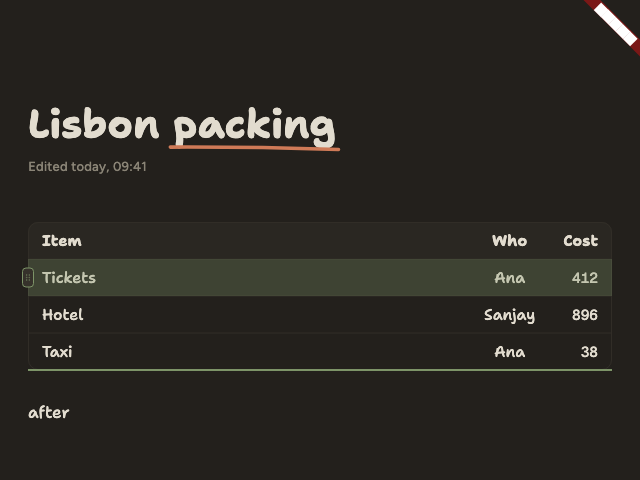 Lisbon packing
Edited today, 09:41
Item Who Cost
Tickets Ana 412
Hotel Sanjay 896
Taxi Ana 38
after